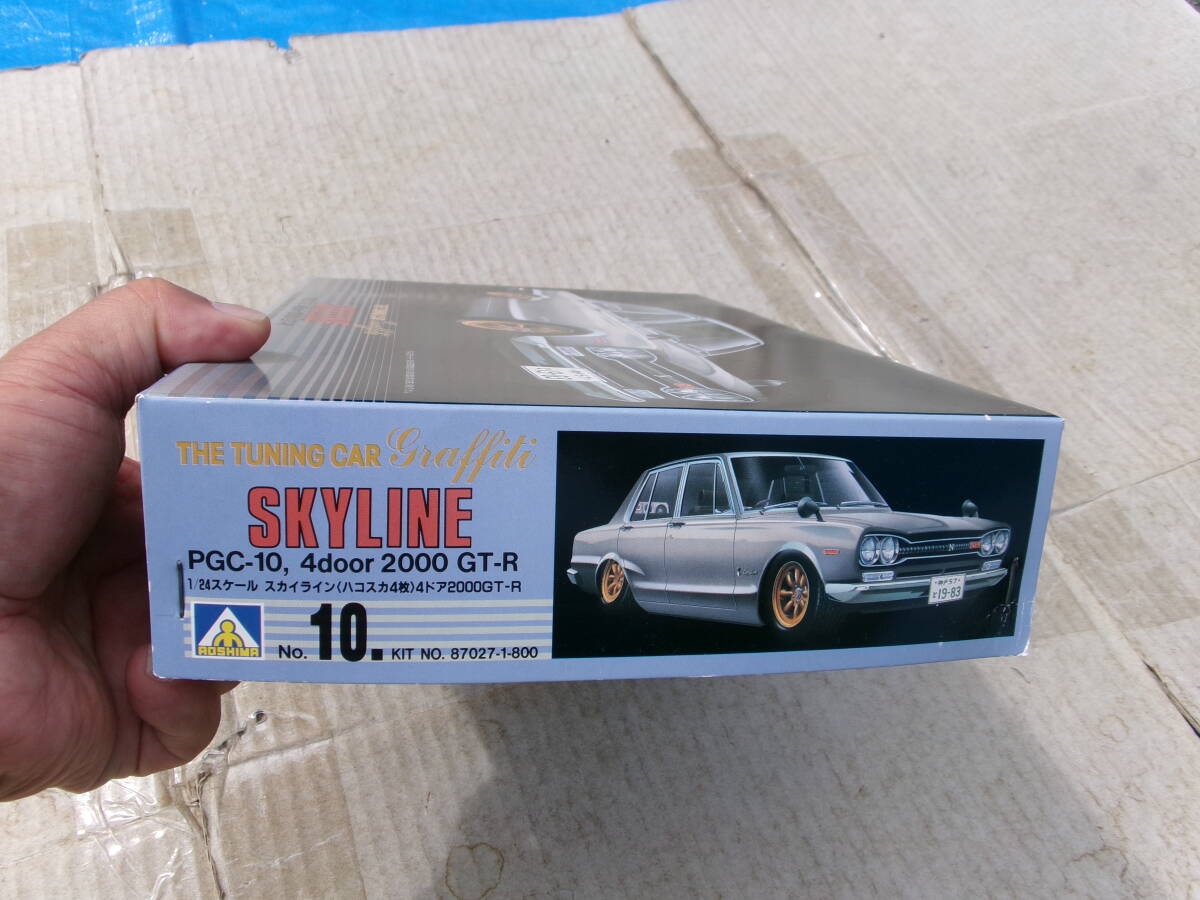 THE TUNING CAR Graffiti
SKYLINE
PGC-10, 4door 2000 GT-R
1/24スケール スカイライン〈ハコスカ4枚〉4ドア2000GT-R
AOSHIMA
No. 10. KIT NO. 87027-1-800
19-83